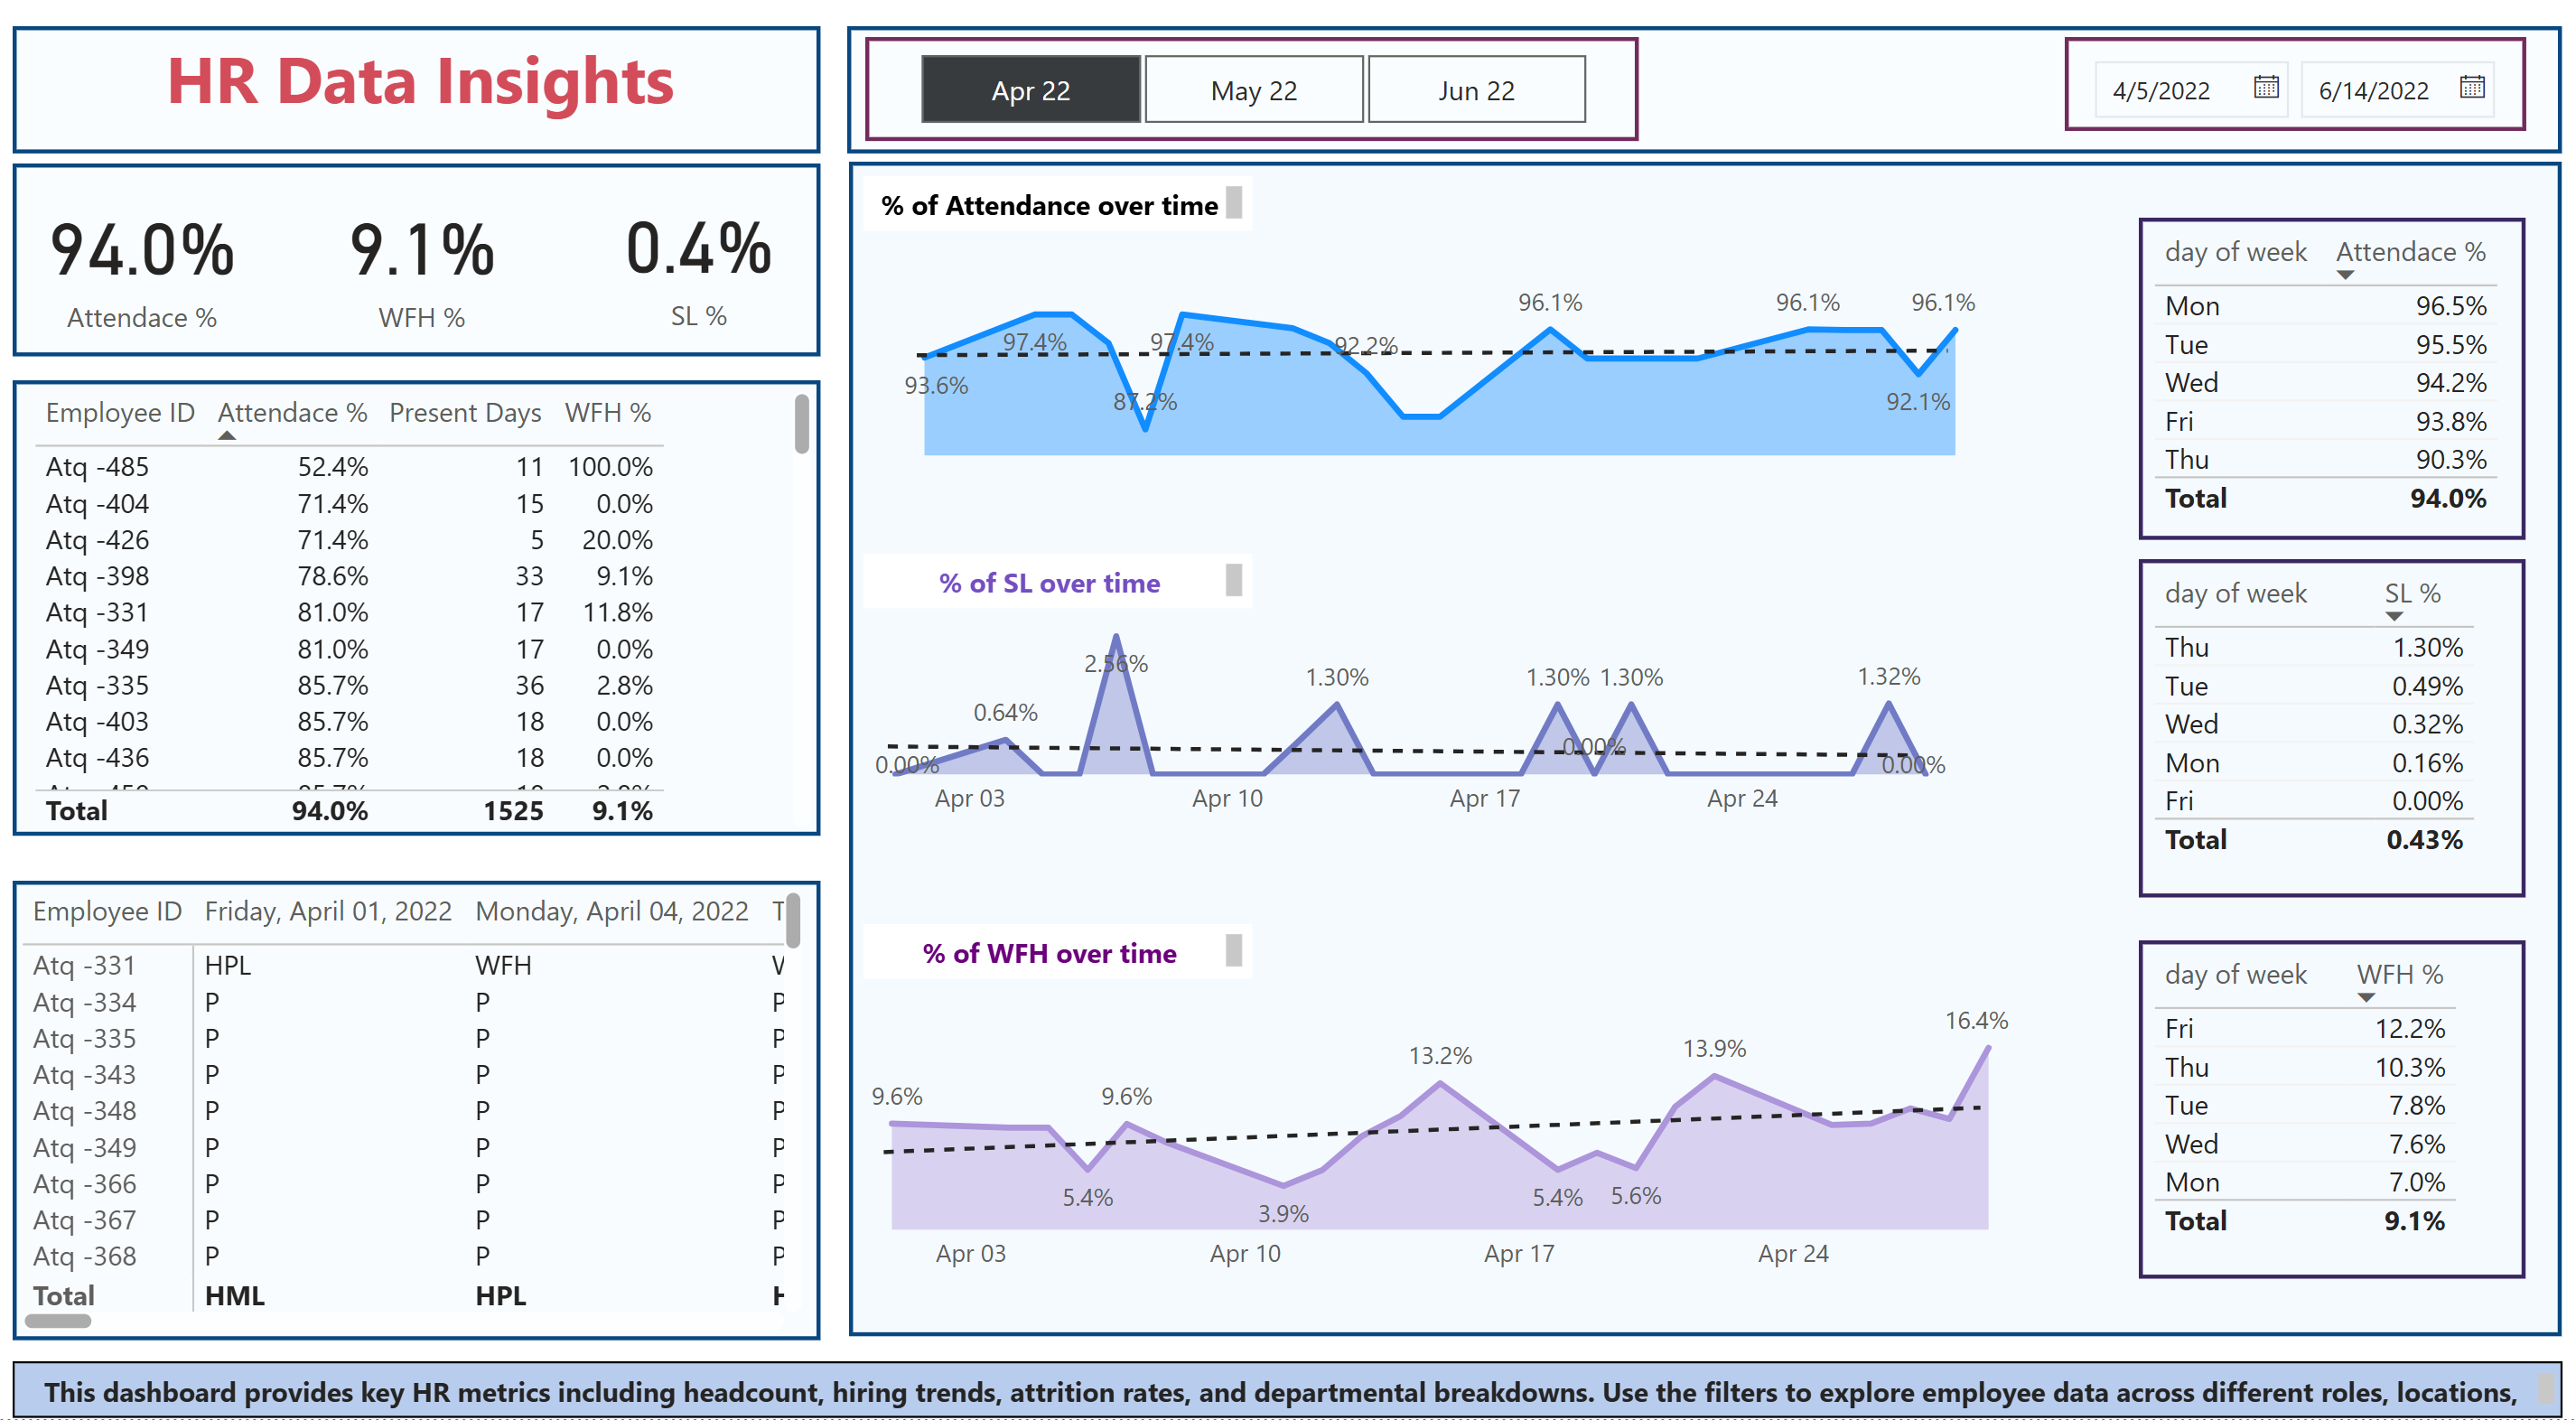 HR Data Insights
Apr 22 May 22 Jun 22
4/5/2022 6/14/2022
94.0% 9.1% 0.4%
Attendace % WFH % SL %
Employee ID Attendace % Present Days WFH %
Atq -485 52.4% 11 100.0%
Atq -404 71.4% 15 0.0%
Atq -426 71.4% 5 20.0%
Atq -398 78.6% 33 9.1%
Atq -331 81.0% 17 11.8%
Atq -349 81.0% 17 0.0%
Atq -335 85.7% 36 2.8%
Atq -403 85.7% 18 0.0%
Atq -436 85.7% 18 0.0%
Total 94.0% 1525 9.1%
Employee ID Friday, April 01, 2022 Monday, April 04, 2022 T
Atq -331 HPL WFH
Atq -334 P P P
Atq -335 P P P
Atq -343 P P P
Atq -348 P P P
Atq -349 P P P
Atq -366 P P P
Atq -367 P P P
Atq -368 P P P
Total HML HPL
% of Attendance over time
96.1% 96.1% 96.1%
97.4% 97.4% 92.2%
93.6% 87.2% 92.1%
day of week Attendace %
Mon 96.5%
Tue 95.5%
Wed 94.2%
Fri 93.8%
Thu 90.3%
Total 94.0%
% of SL over time
2.56% 1.30% 1.30% 1.30% 1.32%
0.64%
0.00% 0.00% 0.00%
Apr 03 Apr 10 Apr 17 Apr 24
day of week SL %
Thu 1.30%
Tue 0.49%
Wed 0.32%
Mon 0.16%
Fri 0.00%
Total 0.43%
% of WFH over time
16.4%
13.2% 13.9%
9.6% 9.6%
5.4% 3.9% 5.4% 5.6%
Apr 03 Apr 10 Apr 17 Apr 24
day of week WFH %
Fri 12.2%
Thu 10.3%
Tue 7.8%
Wed 7.6%
Mon 7.0%
Total 9.1%
This dashboard provides key HR metrics including headcount, hiring trends, attrition rates, and departmental breakdowns. Use the filters to explore employee data across different roles, locations,